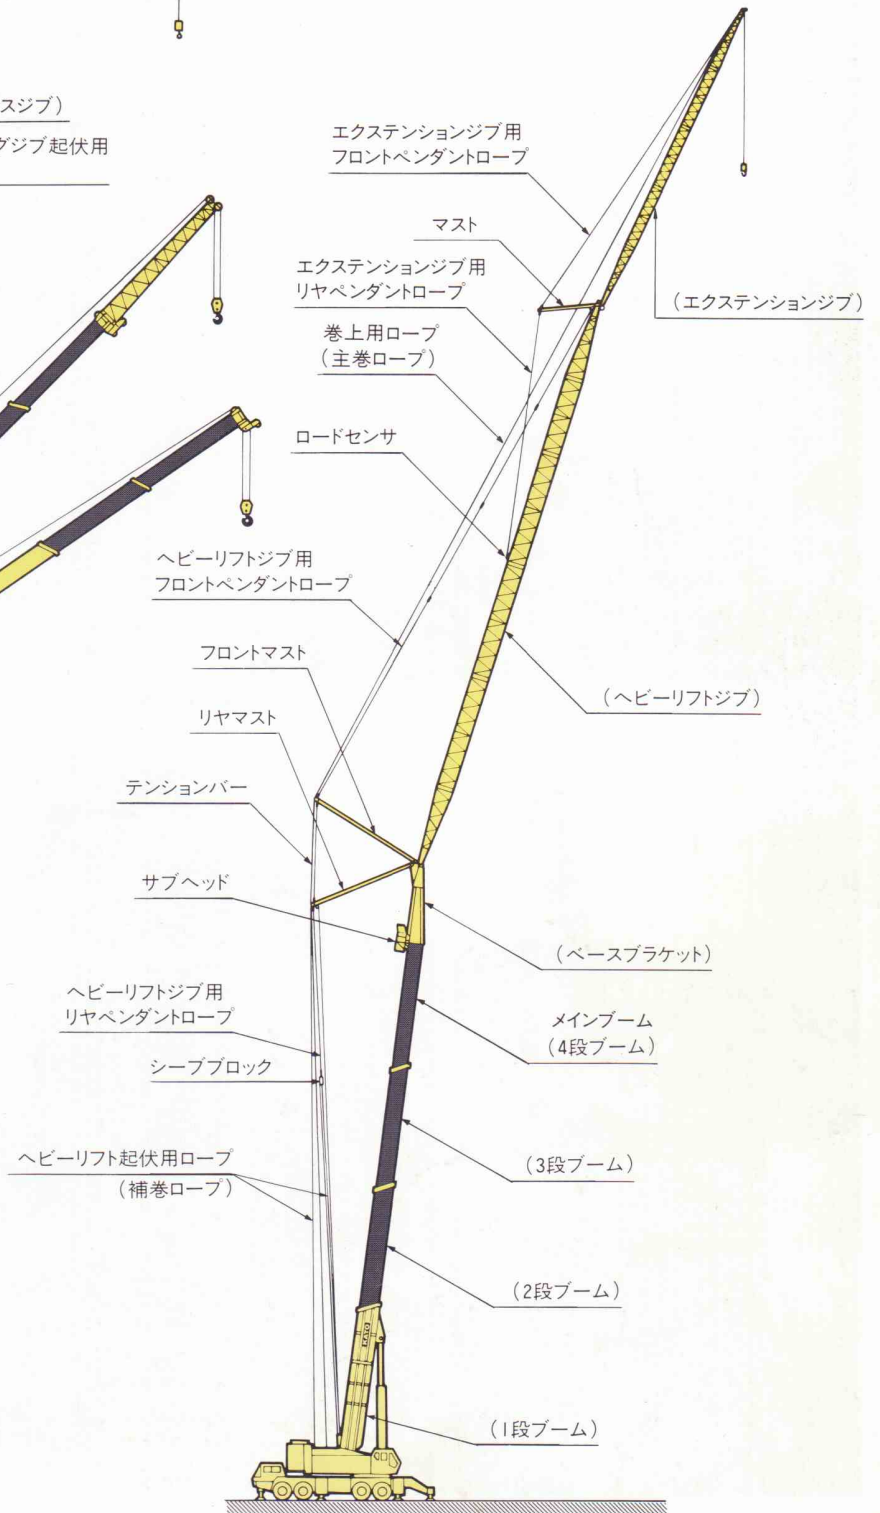 スジブ)
グジブ起伏用
エクステンションジブ用
フロントペンダントロープ
マスト
エクステンションジブ用
リヤペンダントロープ
(エクステンションジブ)
巻上用ロープ
(主巻ロープ)
ロードセンサ
ヘビーリフトジブ用
フロントペンダントロープ
フロントマスト
(ヘビーリフトジブ)
リヤマスト
テンションバー
サブヘッド
(ベースブラケット)
ヘビーリフトジブ用
リヤペンダントロープ
メインブーム
(4段ブーム)
シーブブロック
ヘビーリフト起伏用ロープ
(補巻ロープ)
(3段ブーム)
(2段ブーム)
KATO
(1段ブーム)